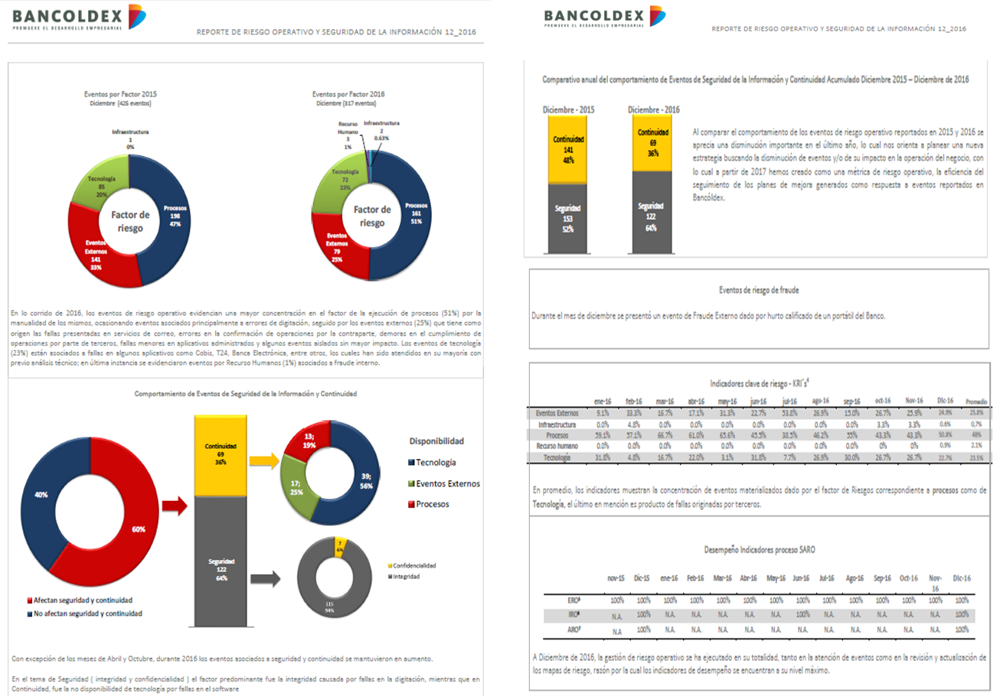 BANCOLDEX
PROMUEVE EL DESARROLLO EMPRESARIAL
REPORTE DE RIESGO OPERATIVO Y SEGURIDAD DE LA INFORMACIÓN 12_2016
Eventos por Factor 2015
Diciembre (425 eventos)
Infraestructura
1
0%
Tecnología
85
20%
Procesos
198
47%
Factor de
riesgo
Eventos
Externos
141
33%
Eventos por Factor 2016
Diciembre (317 eventos)
Recurso
Humano
3
1%
Infraestructura
2
0.63%
Tecnología
72
23%
Procesos
161
51%
Factor de
riesgo
Eventos
Externos
79
25%
En lo corrido de 2016, los eventos de riesgo operativo evidencian una mayor concentración en el factor de la ejecución de procesos (51%) por la
manualidad de los mismos, ocasionando eventos asociados principalmente a errores de digitación, seguido por los eventos externos (25%) que tiene como
origen las fallas presentadas en servicios de correo, errores en la confirmación de operaciones por la contraparte, demoras en el cumplimiento de
operaciones por parte de terceros, fallas menores en aplicativos administrados y algunos eventos aislados sin mayor impacto. Los eventos de tecnología
(23%) están asociados a fallas en algunos aplicativos como Cobis, T24, Banca Electrónica, entre otros, los cuales han sido atendidos en su mayoría con
previo análisis técnico; en última instancia se evidenciaron eventos por Recurso Humanos (1%) asociados a fraude interno.
Comportamiento de Eventos de Seguridad de la Información y Continuidad
40%
60%
Afectan seguridad y continuidad
No afectan seguridad y continuidad
Continuidad
69
36%
Seguridad
122
64%
13;
19%
17;
25%
39;
56%
Disponibilidad
Tecnología
Eventos Externos
Procesos
7
6%
115
94%
Confidencialidad
Integridad
Con excepción de los meses de Abril y Octubre, durante 2016 los eventos asociados a seguridad y continuidad se mantuvieron en aumento.
En el tema de Seguridad ( integridad y confidencialidad ) el factor predominante fue la integridad causada por fallas en la digitación, mientras que en
Continuidad, fue la no disponibilidad de tecnología por fallas en el software
BANCOLDEX
PROMUEVE EL DESARROLLO EMPRESARIAL
REPORTE DE RIESGO OPERATIVO Y SEGURIDAD DE LA INFORMACIÓN 12_2016
Comparativo anual del comportamiento de Eventos de Seguridad de la Información y Continuidad Acumulado Diciembre 2015 – Diciembre de 2016
Diciembre - 2015
Continuidad
141
48%
Seguridad
153
52%
Diciembre - 2016
Continuidad
69
36%
Seguridad
122
64%
Al comparar el comportamiento de los eventos de riesgo operativo reportados en 2015 y 2016 se
aprecia una disminución importante en el último año, lo cual nos orienta a planear una nueva
estrategia buscando la disminución de eventos y/o de su impacto en la operación del negocio, con
lo cual a partir de 2017 hemos creado como una métrica de riesgo operativo, la eficiencia del
seguimiento de los planes de mejora generados como respuesta a eventos reportados en
Bancóldex.
Eventos de riesgo de fraude
Durante el mes de diciembre se presentó un evento de Fraude Externo dado por hurto calificado de un portátil del Banco.
Indicadores clave de riesgo - KRI´s⁴
ene-16 feb-16 mar-16 abr-16 may-16 jun-16 jul-16 ago-16 sep-16 oct-16 Nov-16 Dic-16 Promedio
Eventos Externos 9.1% 33.3% 16.7% 17.1% 31.3% 22.7% 53.8% 26.9% 15.0% 26.7% 25.9% 24.9% 25.8%
Infraestructura 0.0% 4.8% 0.0% 0.0% 0.0% 0.0% 0.0% 0.0% 0.0% 3.3% 3.3% 0.6% 0,7%
Procesos 59.1% 57.1% 66.7% 61.0% 65.6% 45.5% 38.5% 46.2% 55% 43.3% 43.3% 50.8% 48%
Recurso humano 0.0% 0.0% 0.0% 0.0% 0.0% 0.0% 0.0% 0.0% 0.0% 0% 0% 0.9% 2.1%
Tecnología 31.8% 4.8% 16.7% 22.0% 3.1% 31.8% 7.7% 26.9% 30.0% 26.7% 26.7% 22.7% 23.5%
En promedio, los indicadores muestran la concentración de eventos materializados dado por el factor de Riesgos correspondiente a procesos como de
Tecnología, el último en mención es producto de fallas originadas por terceros.
Desempeño Indicadores proceso SARO
nov-15 Dic-15 ene-16 Feb-16 Mar-16 Abr-16 May-16 Jun-16 Jul-16 Ago-16 Sep-16 Oct-16 Nov-16 Dic-16
ERO⁵ 100% 100% 100% 100% 100% 100% 100% 100% 100% 100% 100% 100% 100% 100%
IRO⁶ N.A. 100% N.A. N.A. N.A. N.A. N.A. 100% N.A. N.A. N.A. N.A. N.A. 100%
ARO⁷ N.A. 100% N.A. N.A. N.A. N.A. N.A. N.A. N.A. N.A. N.A. N.A. N.A. 100%
A Diciembre de 2016, la gestión de riesgo operativo se ha ejecutado en su totalidad, tanto en la atención de eventos como en la revisión y actualización de
los mapas de riesgo, razón por la cual los indicadores de desempeño se encuentran a su nivel máximo.